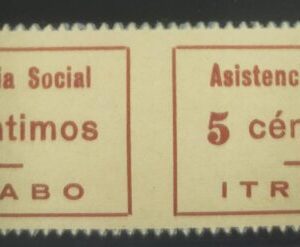 ia Social
ntimos
ABO
Asistenc
5 cén
ITR